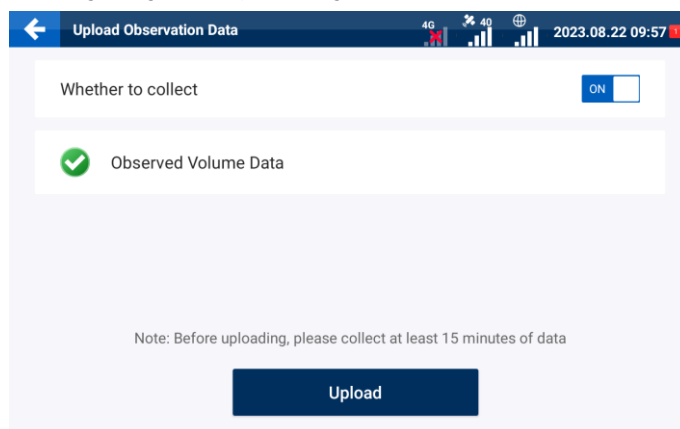 Upload Observation Data
4G
40
2023.08.22 09:57
Whether to collect
ON
Observed Volume Data
Note: Before uploading, please collect at least 15 minutes of data
Upload